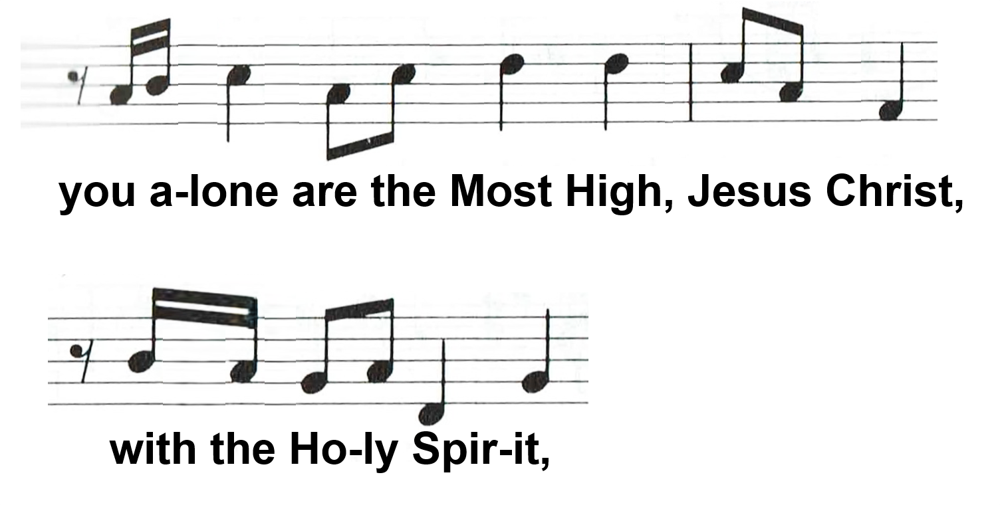 you a-lone are the Most High, Jesus Christ,
with the Ho-ly Spir-it,